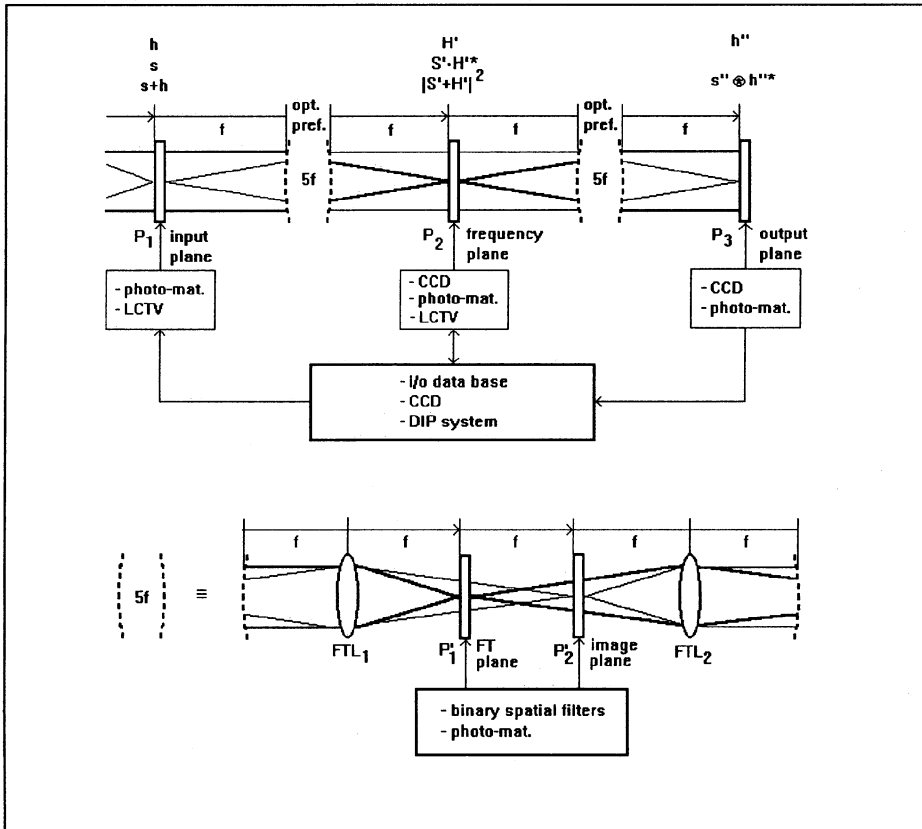 h H' h"
s S'·H'*
s+h |S'+H'|² s" ⊛ h"*
opt. opt.
f pref. f f pref. f
5f 5f
P1 input plane P2 frequency plane P3 output plane
- photo-mat. - CCD - CCD
- LCTV - photo-mat. - photo-mat.
- LCTV
- I/o data base
- CCD
- DIP system
f f f f f
5f ≡
FTL1 P'1 FT plane P'2 image plane FTL2
- binary spatial filters
- photo-mat.